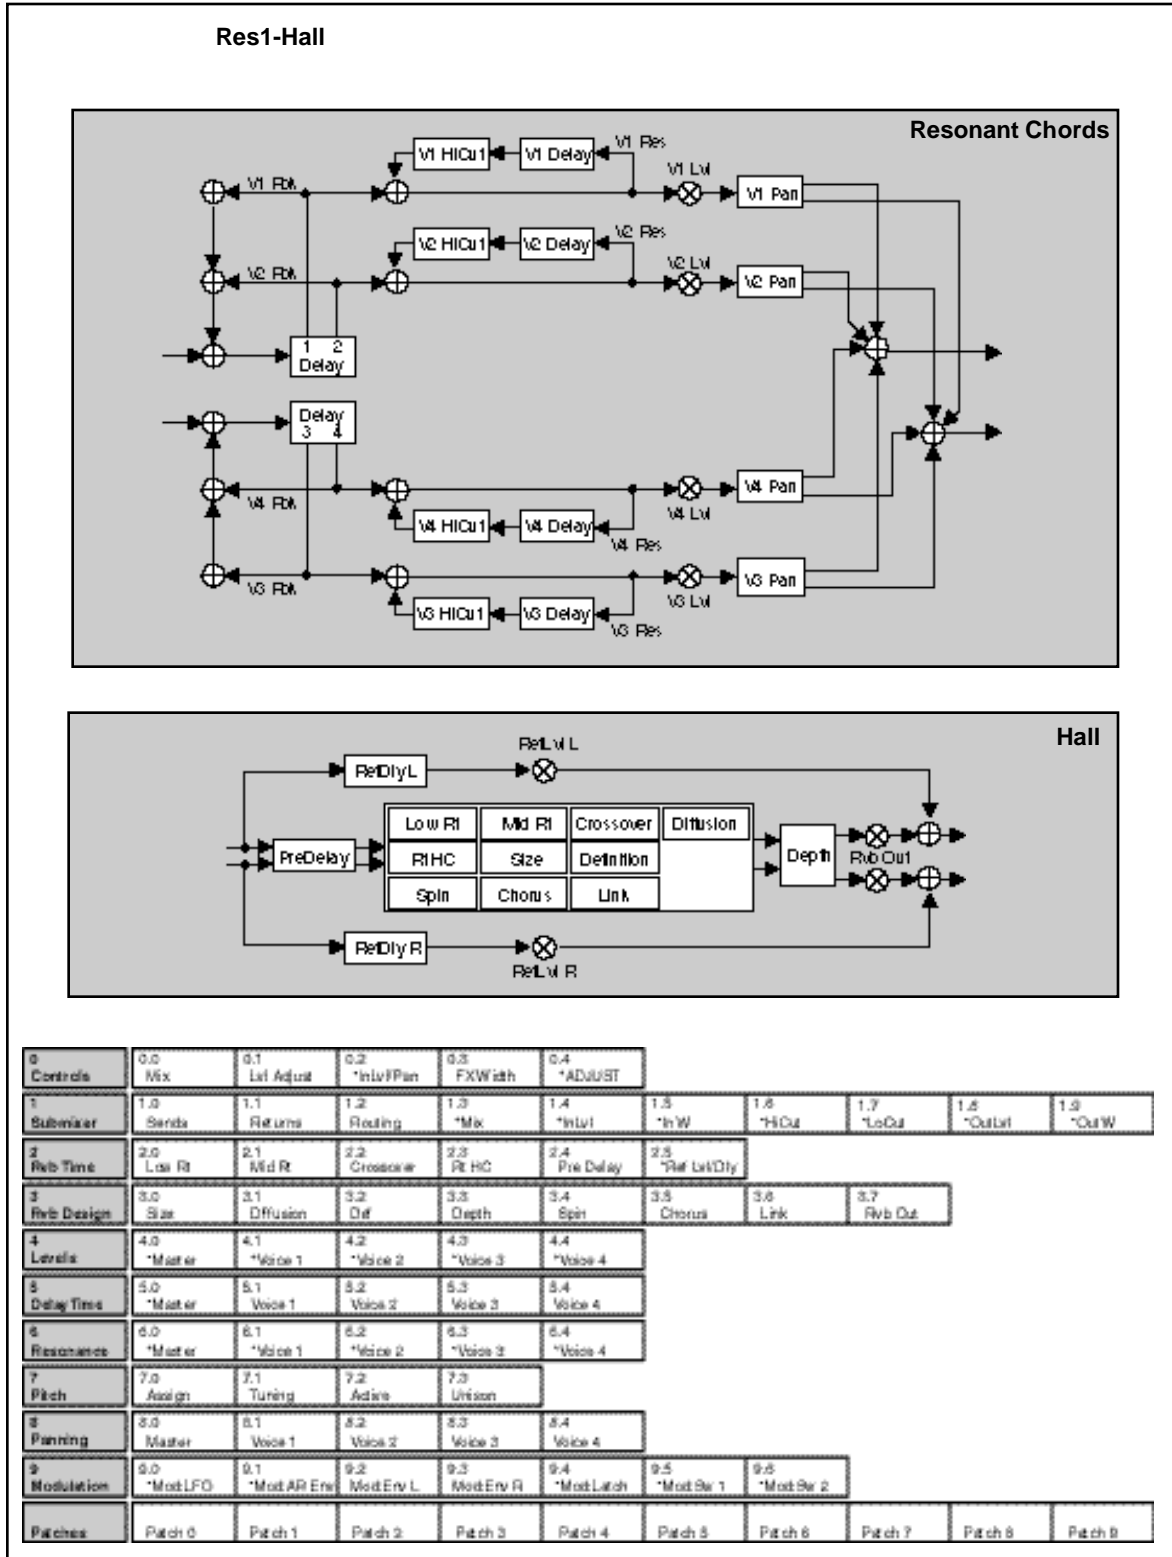 Res1-Hall
Resonant Chords
V1 Res
V1 HiCut
V1 Delay
V1 Lvl
V1 Fbk
V1 Pan
V2 Res
V2 HiCut
V2 Delay
V2 Lvl
V2 Fbk
V2 Pan
1 2
Delay
Delay
3 4
V4 Fbk
V4 Pan
V4 Lvl
V4 HiCut
V4 Delay
V4 Res
V3 Fbk
V3 Pan
V3 Lvl
V3 HiCut
V3 Delay
V3 Res
Hall
RefLvl L
RefDly L
Low Rt Mid Rt Crossover Diffusion
PreDelay
Rt HC Size Definition
Depth
Rvb Out
Spin Chorus Link
RefDly R
RefLvl R
0 0.0 0.1 0.2 0.3 0.4
Controls Mix Lvl Adjust *InLvl/Pan FXWidth *ADJUST
1 1.0 1.1 1.2 1.3 1.4 1.5 1.6 1.7 1.8 1.9
Submixer Sends Returns Routing *Mix *InLvl *In W *HiCut *LoCut *OutLvl *Out W
2 2.0 2.1 2.2 2.3 2.4 2.5
Rvb Time Low Rt Mid Rt Crossover Rt HC Pre Delay *Ref Lvl/Dly
3 3.0 3.1 3.2 3.3 3.4 3.5 3.6 3.7
Rvb Design Size Diffusion Def Depth Spin Chorus Link Rvb Out
4 4.0 4.1 4.2 4.3 4.4
Levels *Master *Voice 1 *Voice 2 *Voice 3 *Voice 4
5 5.0 5.1 5.2 5.3 5.4
Delay Time *Master Voice 1 Voice 2 Voice 3 Voice 4
6 6.0 6.1 6.2 6.3 6.4
Resonance *Master *Voice 1 *Voice 2 *Voice 3 *Voice 4
7 7.0 7.1 7.2 7.3
Pitch Assign Tuning Active Unison
8 8.0 8.1 8.2 8.3 8.4
Panning Master Voice 1 Voice 2 Voice 3 Voice 4
9 9.0 9.1 9.2 9.3 9.4 9.5 9.6
Modulation *Mod:LFO *Mod:AR Env Mod:Env L Mod:Env R *Mod:Latch *Mod:Sw 1 *Mod:Sw 2
Patches Patch 0 Patch 1 Patch 2 Patch 3 Patch 4 Patch 5 Patch 6 Patch 7 Patch 8 Patch 9